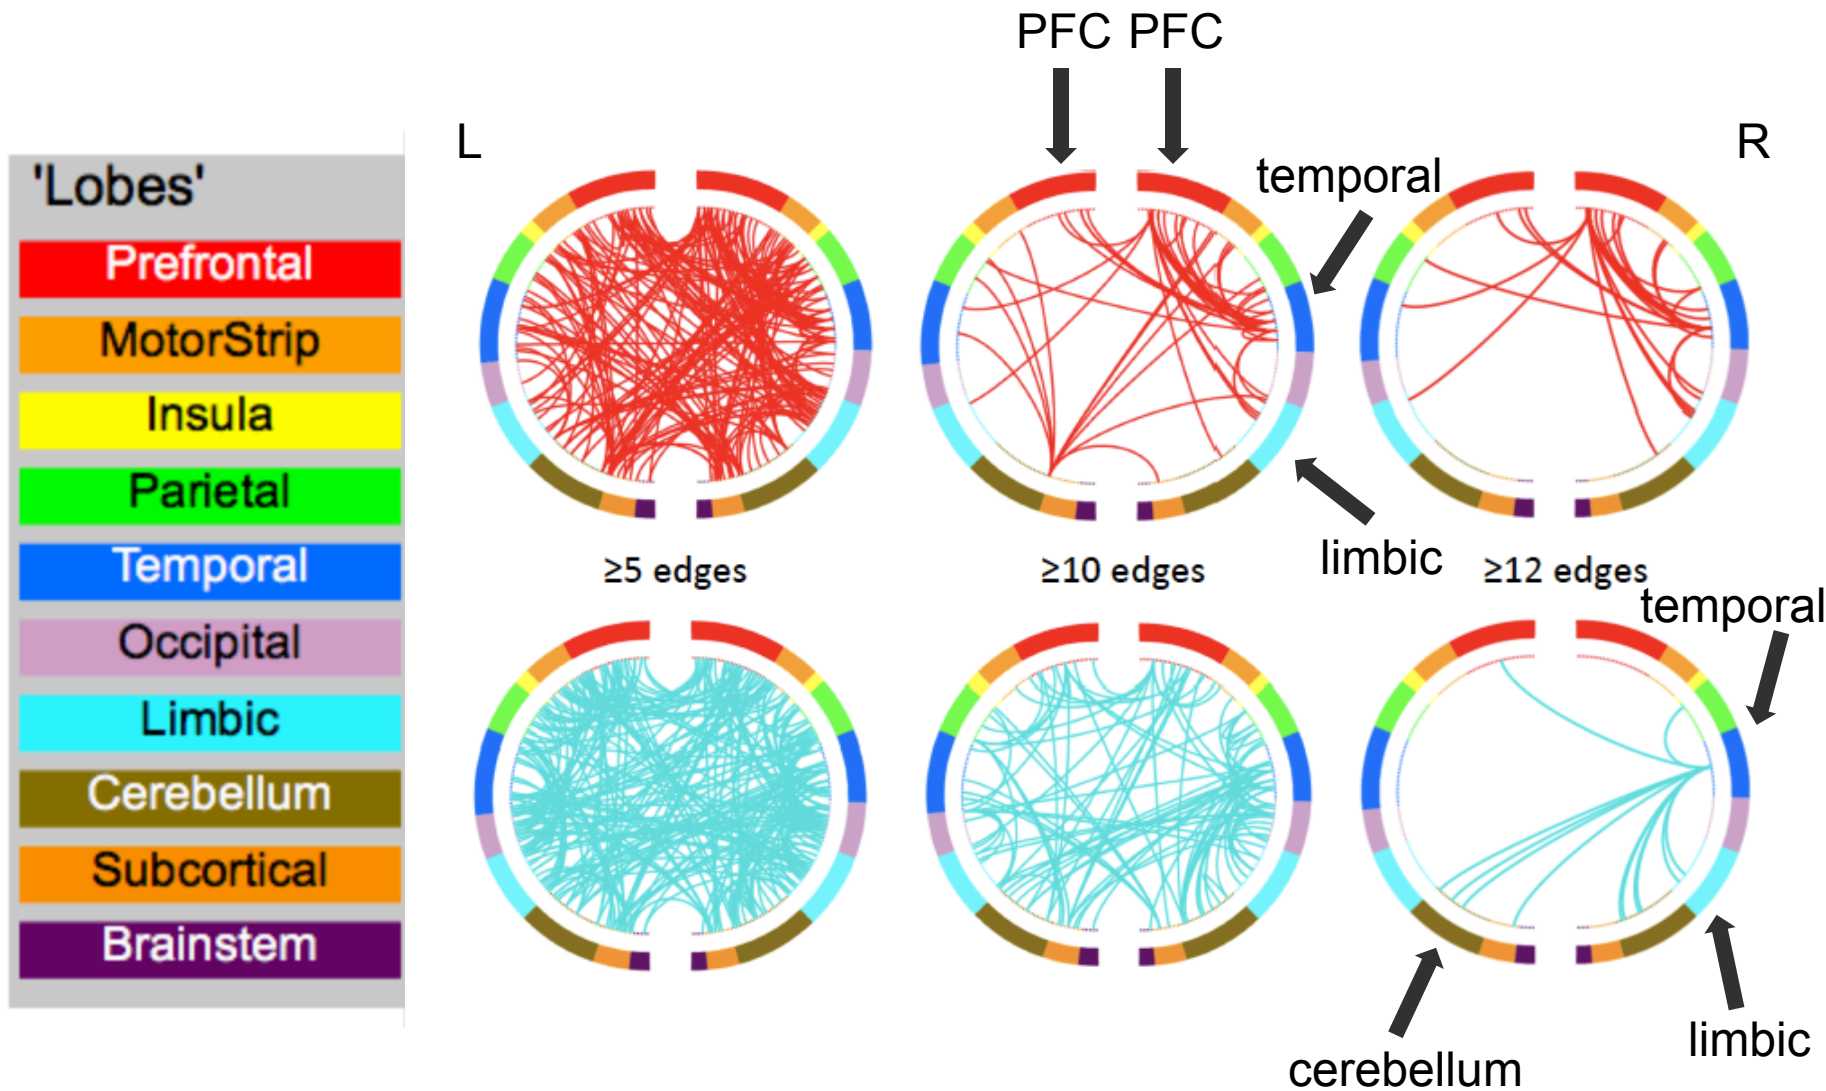 PFC PFC
L
R
temporal
'Lobes'
Prefrontal
MotorStrip
Insula
Parietal
Temporal
Occipital
Limbic
Cerebellum
Subcortical
Brainstem
limbic
≥5 edges
≥10 edges
≥12 edges
temporal
limbic
cerebellum